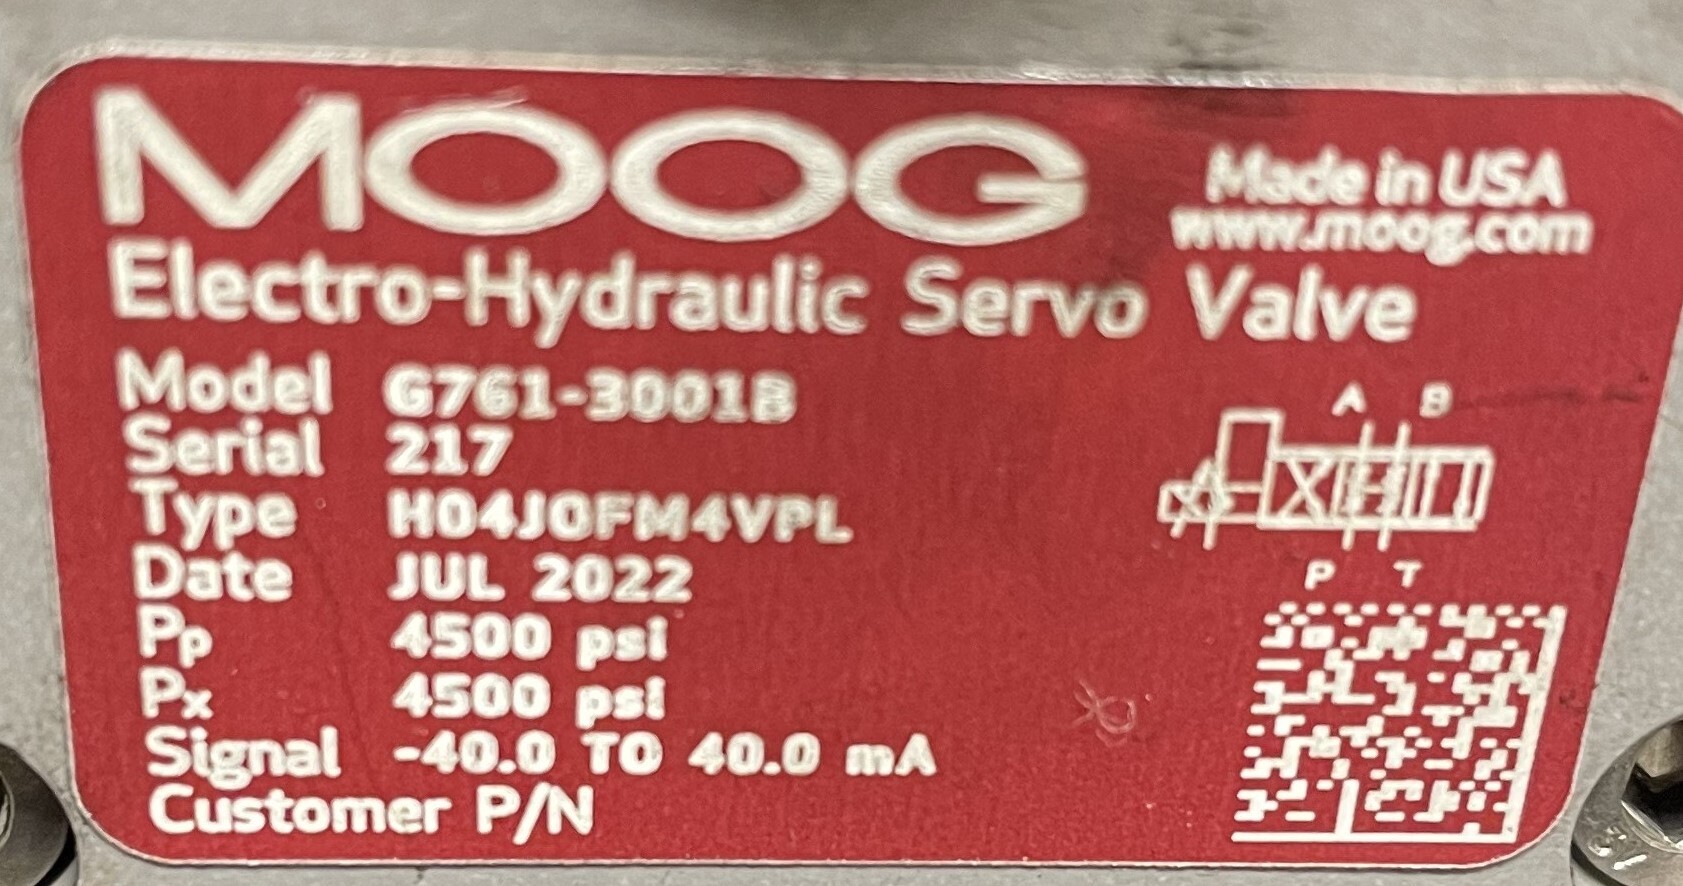 MOOG
Made in USA
www.moog.com
Electro-Hydraulic Servo Valve
Model G761-3001B
Serial 217
Type H04JOFM4VPL
Date JUL 2022
Pp 4500 psi
Px 4500 psi
Signal -40.0 TO 40.0 mA
Customer P/N
A B
P T